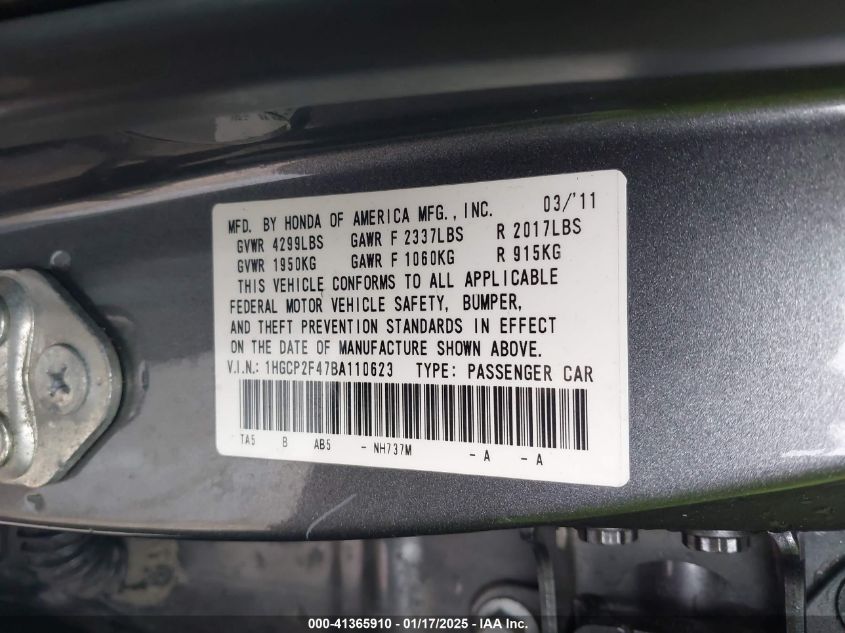 MFD. BY HONDA OF AMERICA MFG., INC. 03/'11
GVWR 4299LBS GAWR F 2337LBS R 2017LBS
GVWR 1950KG GAWR F 1060KG R 915KG
THIS VEHICLE CONFORMS TO ALL APPLICABLE
FEDERAL MOTOR VEHICLE SAFETY, BUMPER,
AND THEFT PREVENTION STANDARDS IN EFFECT
ON THE DATE OF MANUFACTURE SHOWN ABOVE.
V.I.N.: 1HGCP2F47BA110623 TYPE: PASSENGER CAR
TA5 B AB5 - NH737M - A - A
000-41365910 - 01/17/2025 - IAA Inc.